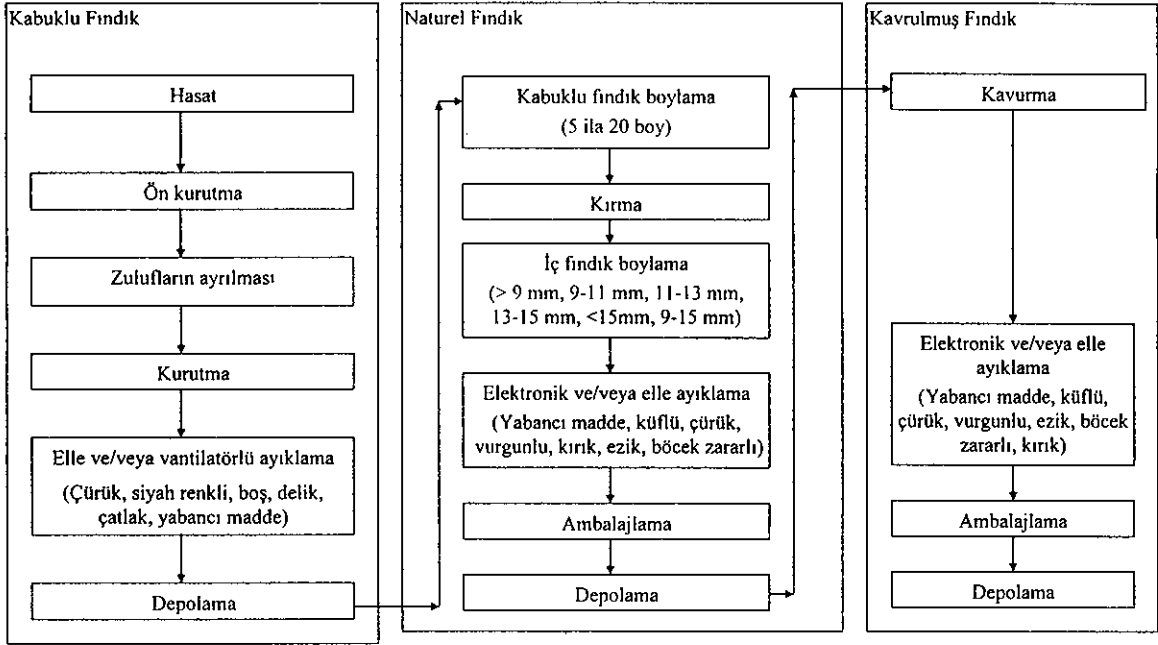 Kabuklu Fındık
Hasat
Ön kurutma
Zulufların ayrılması
Kurutma
Elle ve/veya vantilatörlü ayıklama
(Çürük, siyah renkli, boş, delik,
çatlak, yabancı madde)
Depolama
Naturel Fındık
Kabuklu fındık boylama
(5 ila 20 boy)
Kırma
İç fındık boylama
(> 9 mm, 9-11 mm, 11-13 mm,
13-15 mm, <15mm, 9-15 mm)
Elektronik ve/veya elle ayıklama
(Yabancı madde, küflü, çürük,
vurgunlu, kırık, ezik, böcek zararlı)
Ambalajlama
Depolama
Kavrulmuş Fındık
Kavurma
Elektronik ve/veya elle
ayıklama
(Yabancı madde, küflü,
çürük, vurgunlu, ezik, böcek
zararlı, kırık)
Ambalajlama
Depolama